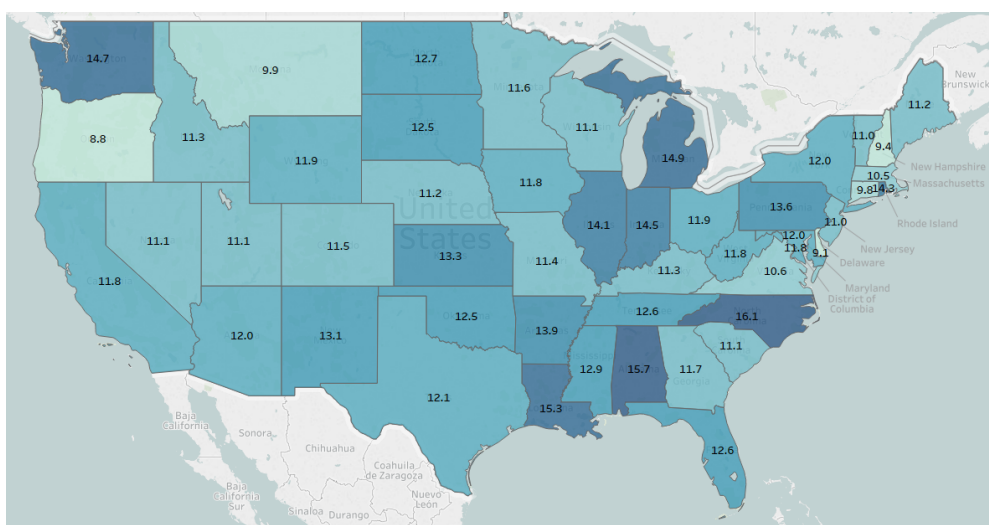 14.7
9.9
12.7
11.6
New
Brunswick
11.2
8.8
11.3
12.5
11.1
11.0
9.4
New Hampshire
14.9
12.0
10.5
Massachusetts
11.9
11.2
11.8
9.8
14.3
Rhode Island
United
States
13.6
11.1
11.1
11.5
14.1
14.5
11.9
11.0
New Jersey
13.3
11.4
11.8
12.0
11.8
9.1
Delaware
11.3
10.6
Maryland
District of
Columbia
11.8
12.0
13.1
12.5
13.9
12.6
16.1
11.1
12.1
12.9
15.7
11.7
Georgia
15.3
12.6
Baja
California
Sonora
Chihuahua
Coahuila
de Zaragoza
Baja
California
Sur
Sinaloa
Durango
Nuevo
León